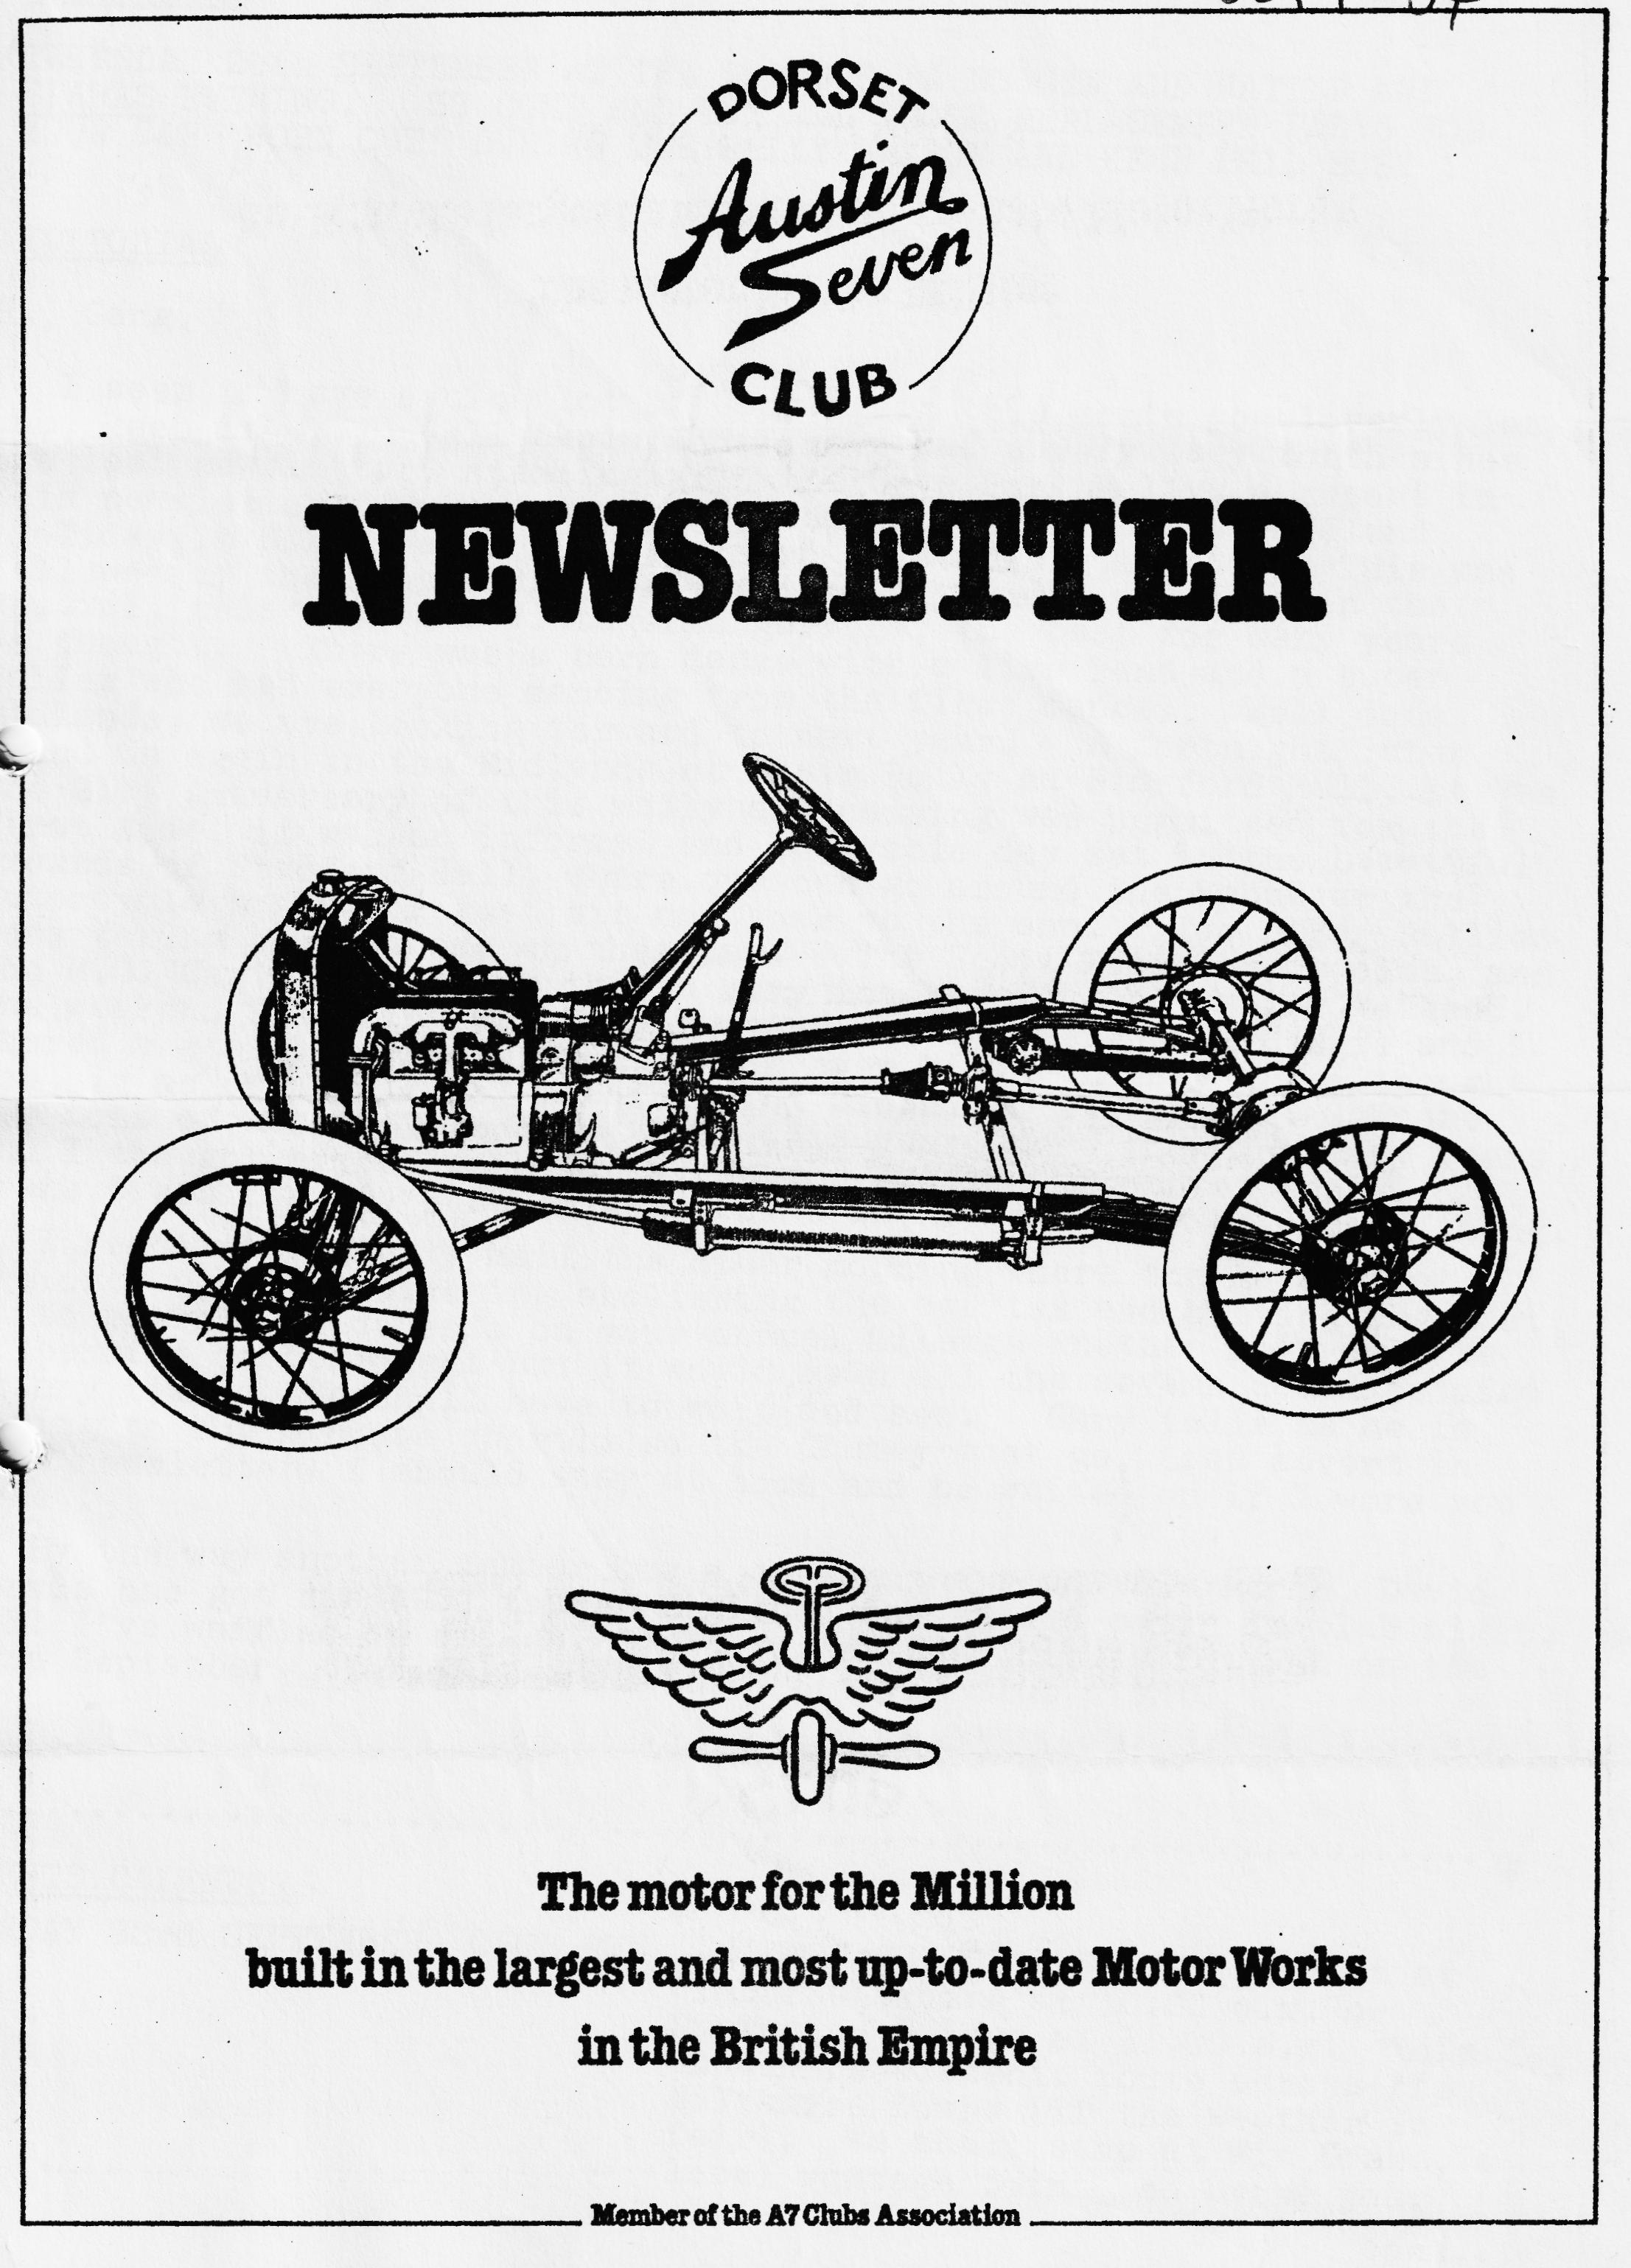 DORSET
Austin
Seven
CLUB
NEWSLETTER
The motor for the Million
built in the largest and most up-to-date Motor Works
in the British Empire
Member of the A7 Clubs Association